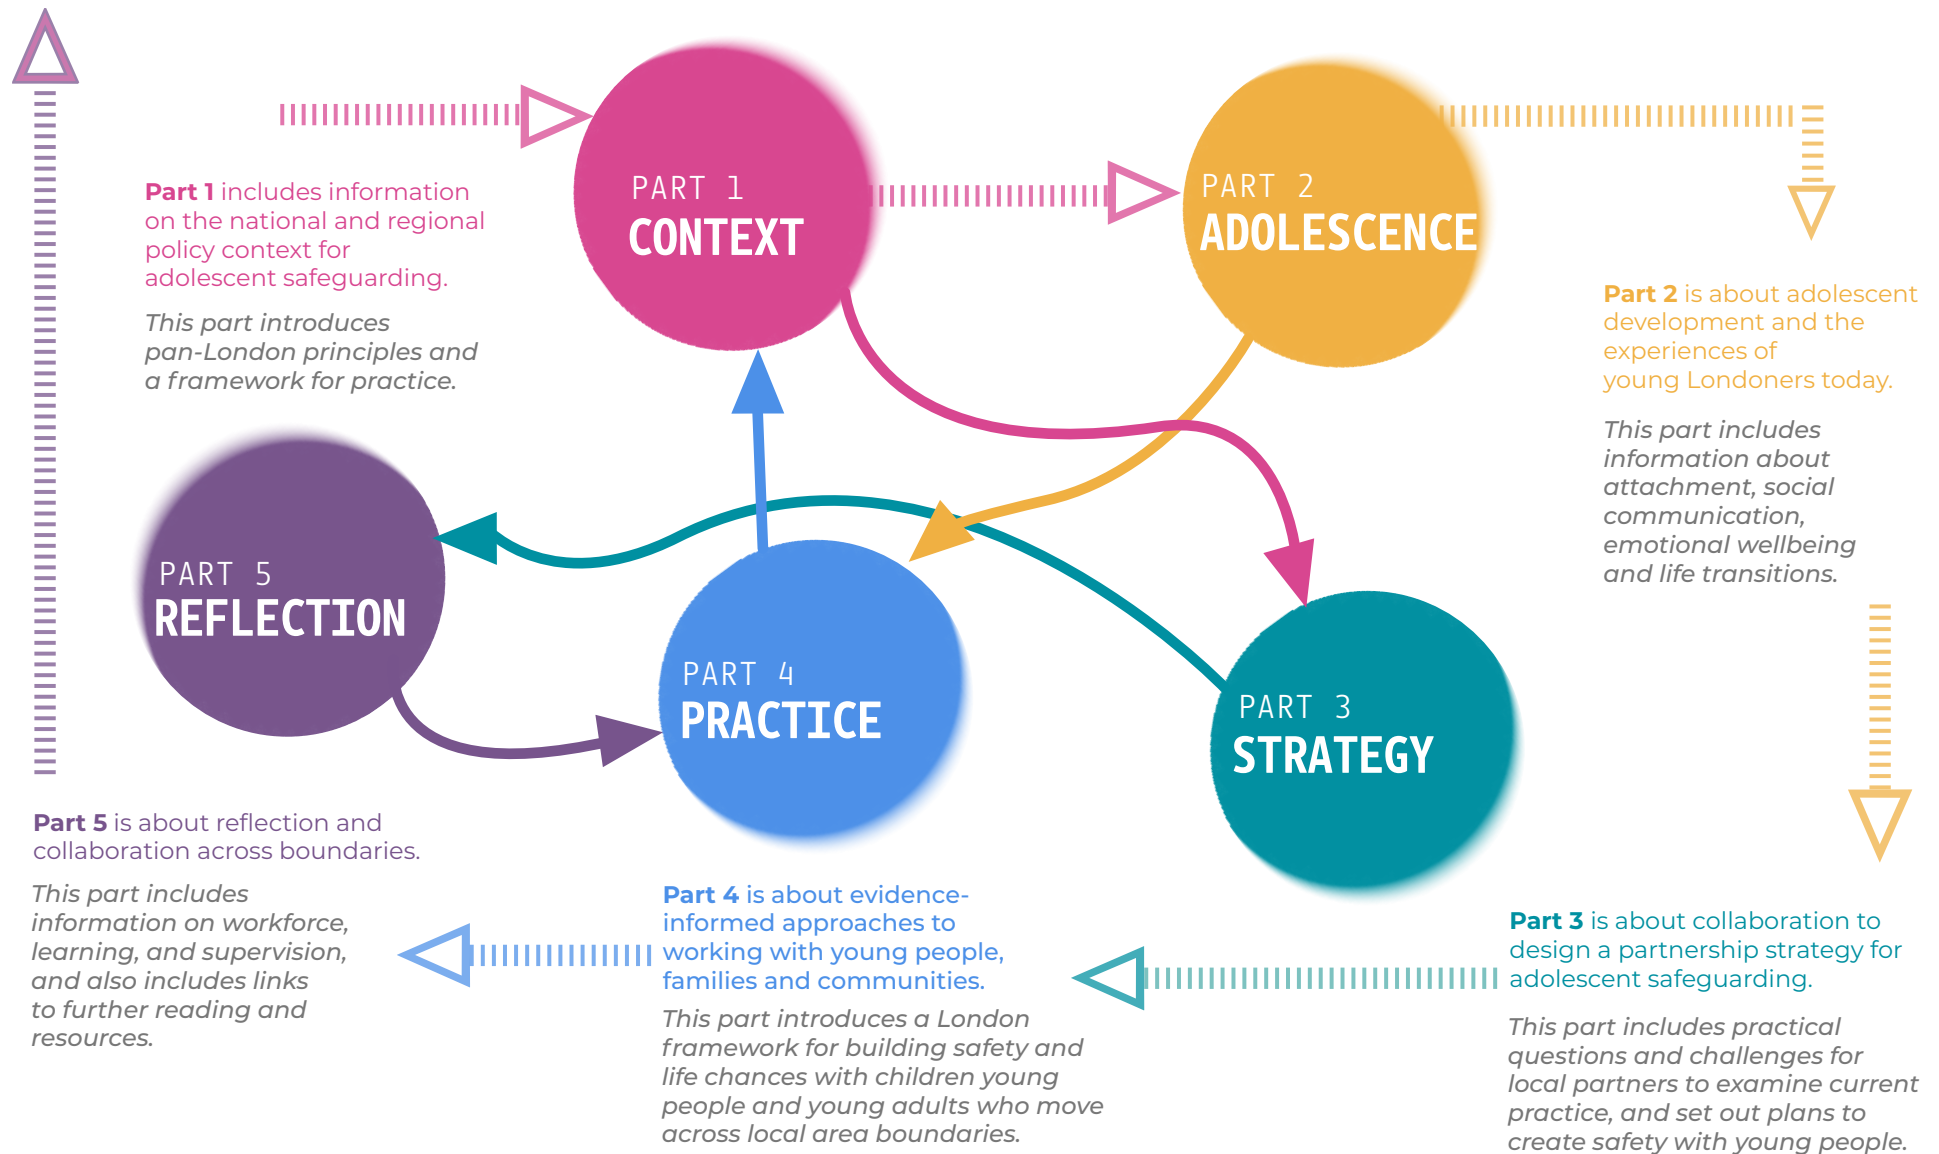 PART 1
CONTEXT
PART 2
ADOLESCENCE
Part 1 includes information
on the national and regional
policy context for
adolescent safeguarding.
This part introduces
pan-London principles and
a framework for practice.
Part 2 is about adolescent
development and the
experiences of
young Londoners today.
This part includes
information about
attachment, social
communication,
emotional wellbeing
and life transitions.
PART 5
REFLECTION
PART 4
PRACTICE
PART 3
STRATEGY
Part 5 is about reflection and
collaboration across boundaries.
This part includes
information on workforce,
learning, and supervision,
and also includes links
to further reading and
resources.
Part 4 is about evidence-
informed approaches to
working with young people,
families and communities.
This part introduces a London
framework for building safety and
life chances with children young
people and young adults who move
across local area boundaries.
Part 3 is about collaboration to
design a partnership strategy for
adolescent safeguarding.
This part includes practical
questions and challenges for
local partners to examine current
practice, and set out plans to
create safety with young people.